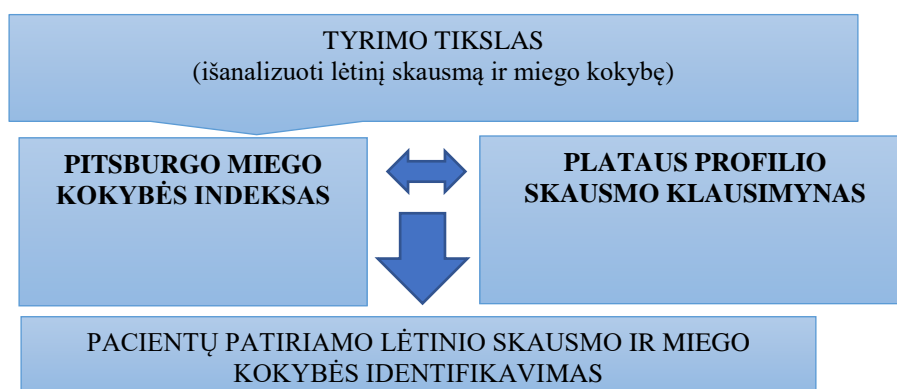 TYRIMO TIKSLAS
(išanalizuoti lėtinį skausmą ir miego kokybę)
PITSBURGO MIEGO
KOKYBĖS INDEKSAS
PLATAUS PROFILIO
SKAUSMO KLAUSIMYNAS
PACIENTŲ PATIRIAMO LĖTINIO SKAUSMO IR MIEGO
KOKYBĖS IDENTIFIKAVIMAS